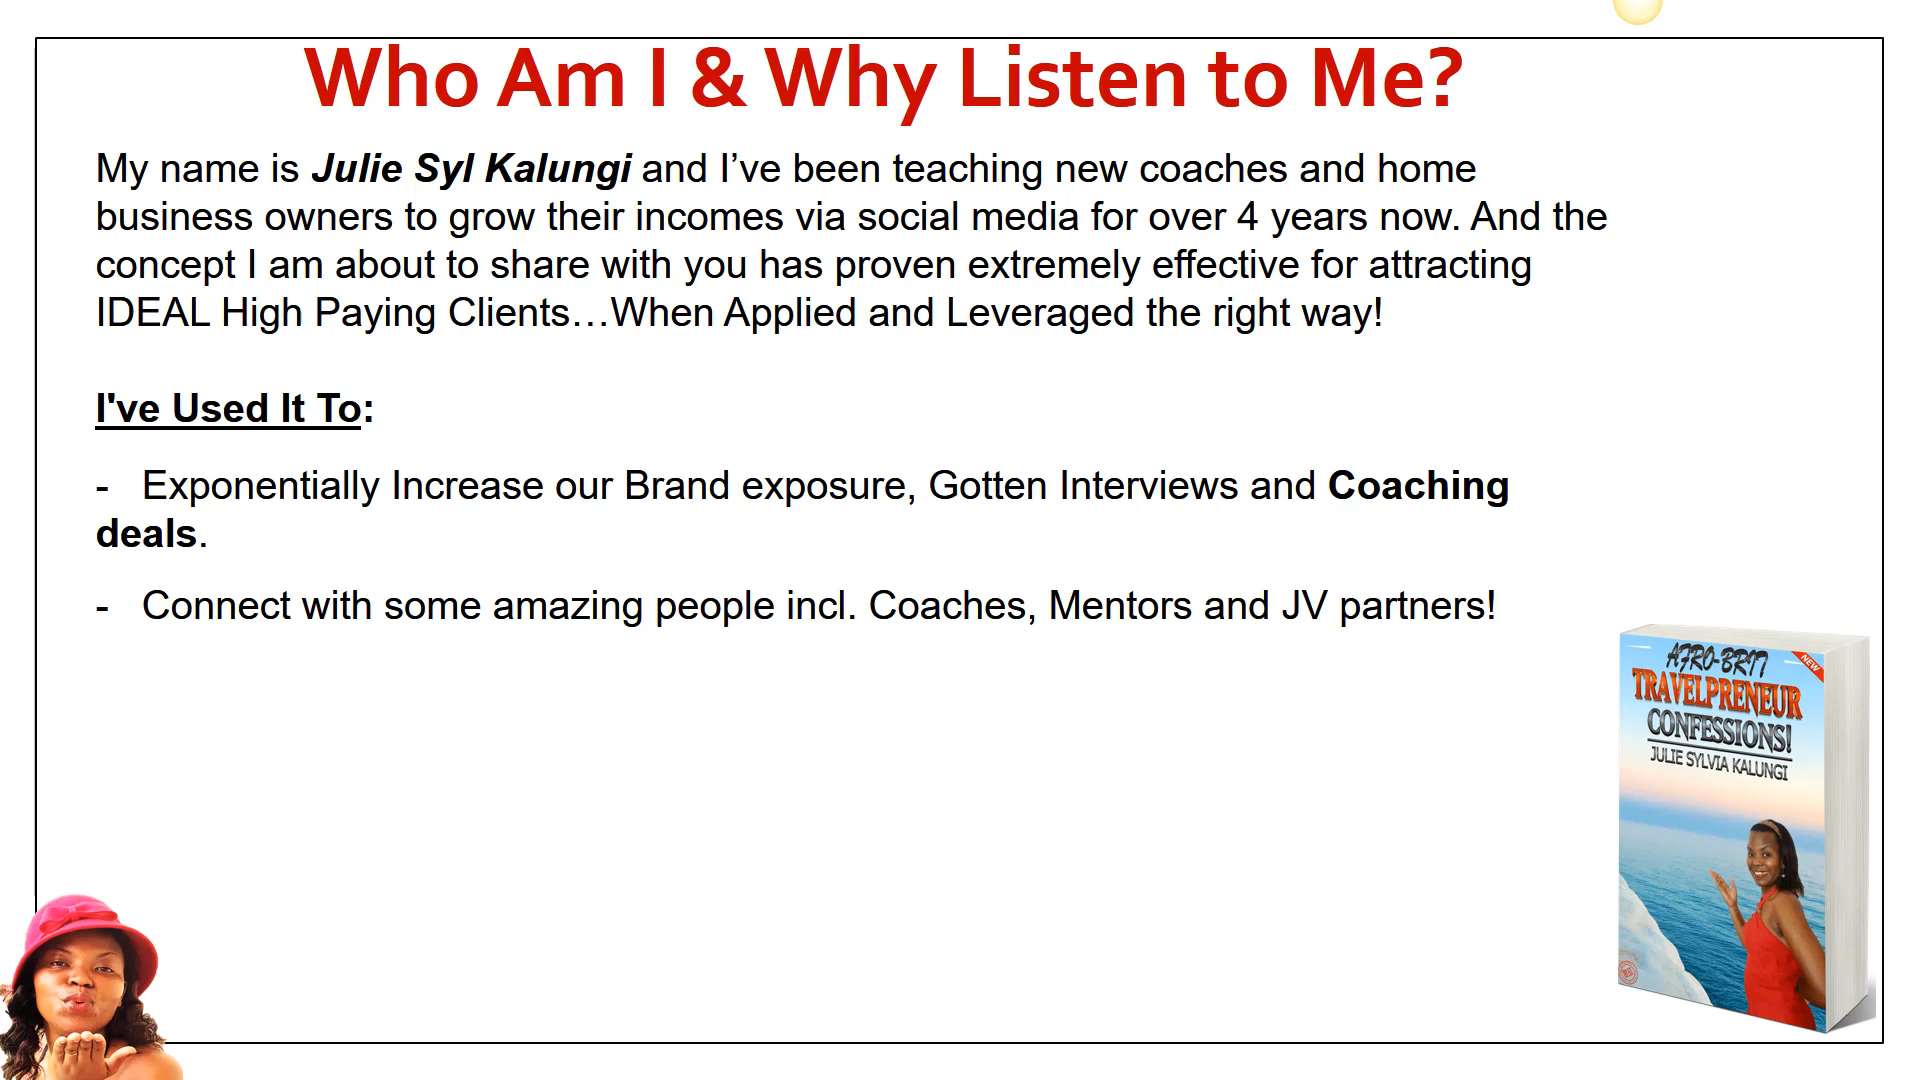 Who Am I & Why Listen to Me?
My name is Julie Syl Kalungi and I’ve been teaching new coaches and home
business owners to grow their incomes via social media for over 4 years now. And the
concept I am about to share with you has proven extremely effective for attracting
IDEAL High Paying Clients…When Applied and Leveraged the right way!
I've Used It To:
- Exponentially Increase our Brand exposure, Gotten Interviews and Coaching
deals.
- Connect with some amazing people incl. Coaches, Mentors and JV partners!
AFRO-BRIT
NEW
TRAVELPRENEUR
CONFESSIONS!
JULIE SYLVIA KALUNGI